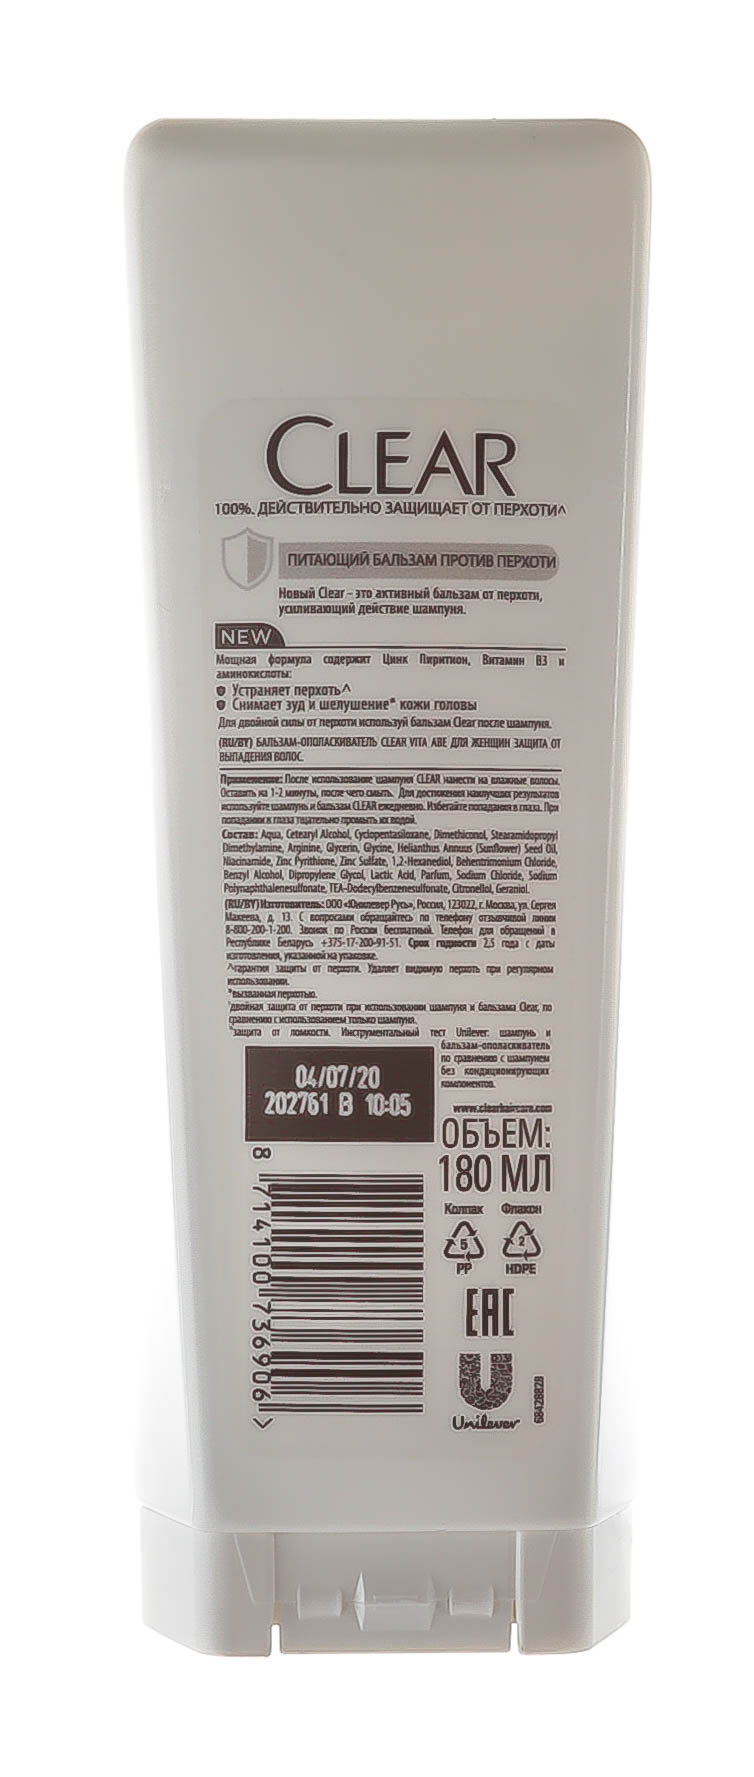 CLEAR
100%. ДЕЙСТВИТЕЛЬНО ЗАЩИЩАЕТ ОТ ПЕРХОТИ^
ПИТАЮЩИЙ БАЛЬЗАМ ПРОТИВ ПЕРХОТИ
Новый Clear – это активный бальзам от перхоти,
усиливающий действие шампуня.
NEW
Мощная формула содержит Цинк Пиритион, Витамин B3 и
аминокислоты:
Устраняет перхоть^
Снимает зуд и шелушение* кожи головы
Для двойной силы от перхоти используй бальзам Clear после шампуня.
(RU/BY) БАЛЬЗАМ-ОПОЛАСКИВАТЕЛЬ CLEAR VITA ABE ДЛЯ ЖЕНЩИН ЗАЩИТА ОТ
ВЫПАДЕНИЯ ВОЛОС.
Применение: После использование шампуня CLEAR нанести на влажные волосы.
Оставить на 1-2 минуты, после чего смыть. Для достижения наилучших результатов
используйте шампунь и бальзам CLEAR ежедневно. Избегайте попадания в глаза. При
попадании в глаза тщательно промыть их водой.
Состав: Aqua, Cetearyl Alcohol, Cyclopentasiloxane, Dimethiconol, Stearamidopropyl
Dimethylamine, Arginine, Glycerin, Glycine, Helianthus Annuus (Sunflower) Seed Oil,
Niacinamide, Zinc Pyrithione, Zinc Sulfate, 1,2-Hexanediol, Behentrimonium Chloride,
Benzyl Alcohol, Dipropylene Glycol, Lactic Acid, Parfum, Sodium Chloride, Sodium
Polynaphthalenesulfonate, TEA-Dodecylbenzenesulfonate, Citronellol, Geraniol.
(RU/BY) Изготовитель: ООО «Юнилевер Русь», Россия, 123022, г. Москва, ул. Сергея
Макеева, д. 13. С вопросами обращайтесь по телефону отзывчивой линии
8-800-200-1-200. Звонок по России бесплатный. Телефон для обращений в
Республике Беларусь +375-17-200-91-51. Срок годности 2,5 года с даты
изготовления, указанной на упаковке.
^гарантия защиты от перхоти. Удаляет видимую перхоть при регулярном
использовании.
*вызванная перхотью.
двойная защита от перхоти при использовании шампуня и бальзама Clear, по
сравнению с использованием только шампуня.
защита от ломкости. Инструментальный тест Unilever: шампунь и
бальзам-ополаскиватель
по сравнению с шампунем
без кондиционирующих
компонентов.
04/07/20
202761 B 10:05
www.clearhaircare.com
ОБЪЕМ:
180 МЛ
Колпак Флакон
5 2
PP HDPE
EAC
Unilever
68428828
8 714100 736906 >